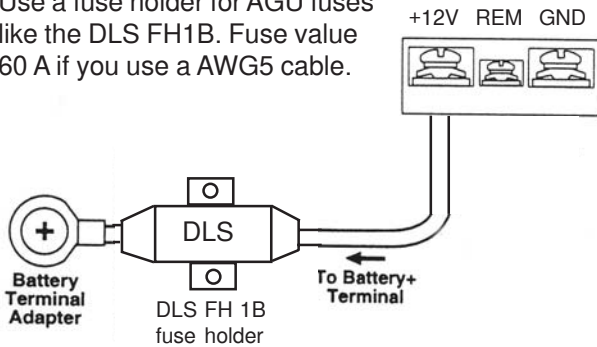 Use a fuse holder for AGU fuses
like the DLS FH1B. Fuse value
60 A if you use a AWG5 cable.
+12V REM GND
+
DLS
Battery
Terminal
Adapter
DLS FH 1B
fuse holder
To Battery+
Terminal